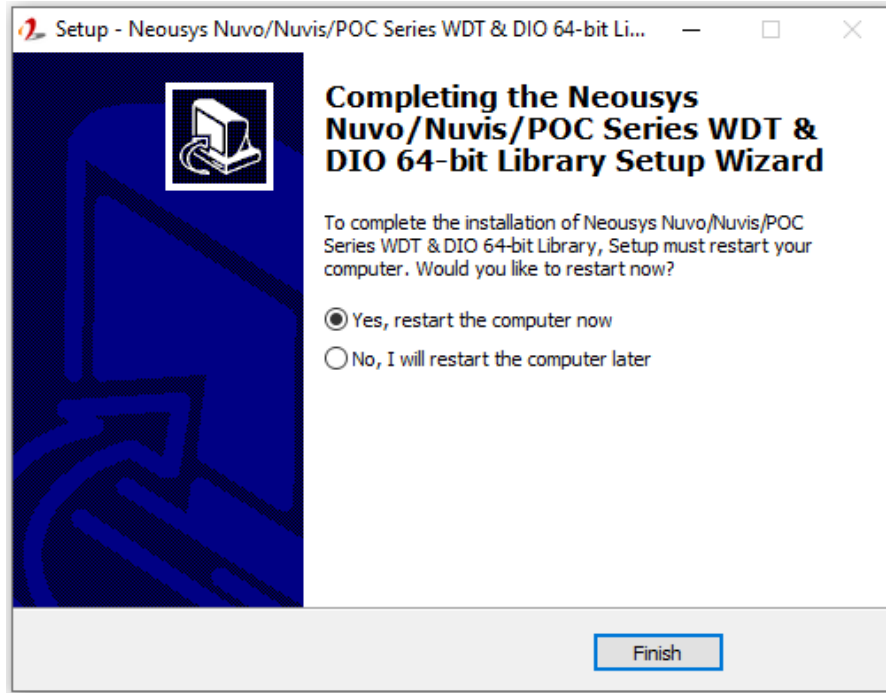 Setup - Neousys Nuvo/Nuvis/POC Series WDT & DIO 64-bit Li...
Completing the Neousys
Nuvo/Nuvis/POC Series WDT &
DIO 64-bit Library Setup Wizard
To complete the installation of Neousys Nuvo/Nuvis/POC
Series WDT & DIO 64-bit Library, Setup must restart your
computer. Would you like to restart now?
Yes, restart the computer now
No, I will restart the computer later
Finish